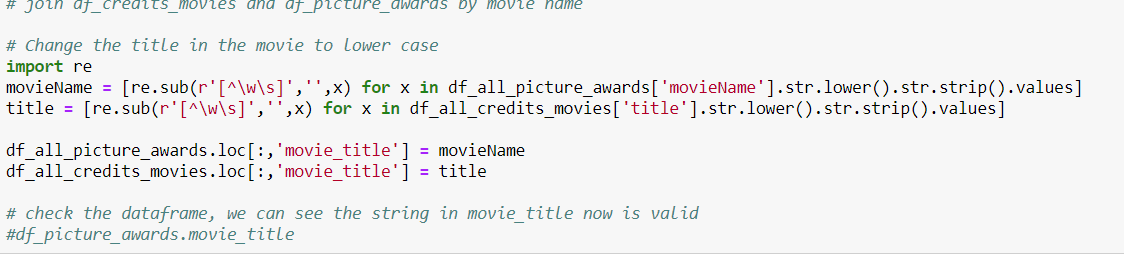 # join df_credits_movies and df_picture_awards by movie name
# Change the title in the movie to lower case
import re
movieName = [re.sub(r'[^\w\s]','',x) for x in df_all_picture_awards['movieName'].str.lower().str.strip().values]
title = [re.sub(r'[^\w\s]','',x) for x in df_all_credits_movies['title'].str.lower().str.strip().values]
df_all_picture_awards.loc[:,'movie_title'] = movieName
df_all_credits_movies.loc[:,'movie_title'] = title
# check the dataframe, we can see the string in movie_title now is valid
#df_picture_awards.movie_title